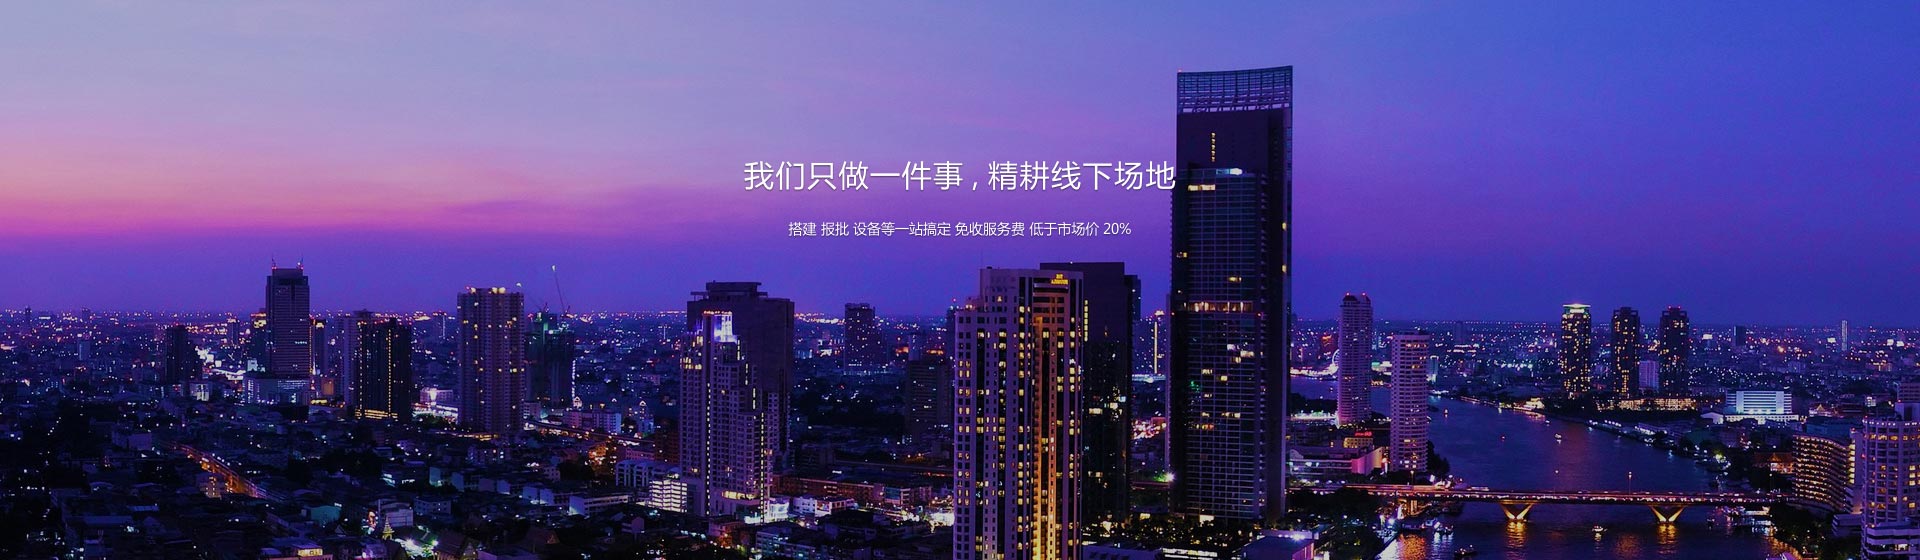 我们只做一件事 , 精耕线下场地
搭建 报批 设备等一站搞定 免收服务费 低于市场价 20%